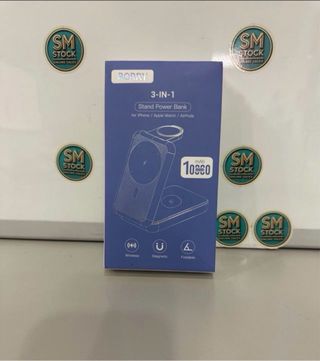 SM
STOCK
SM
STOCK
3-IN-1
Stand Power Bank
for iPhone / Apple Watch / AirPods
SM
STOCK
SM
STOCK
mAh
10000
SM
STOCK
SM
STOCK
Wireless
Magnetic
Foldable